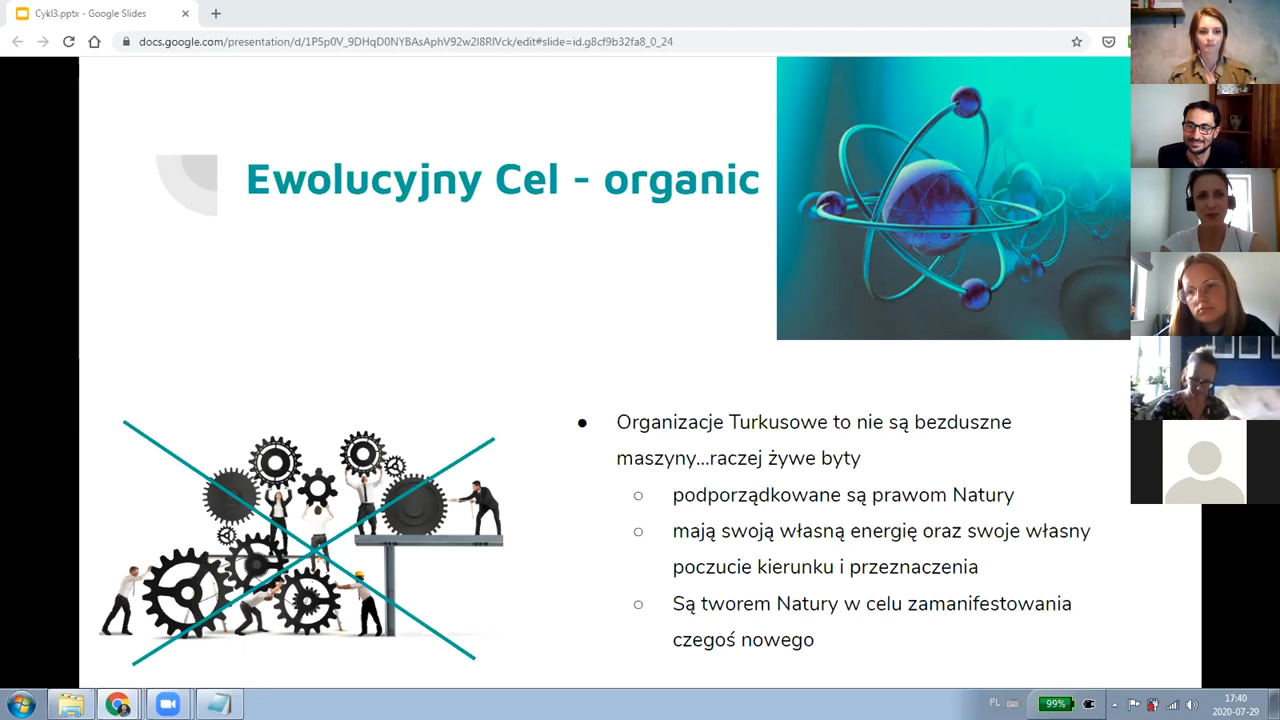 Cykl3.pptx - Google Slides
docs.google.com/presentation/d/1P5p0V_9DHqD0NYBAsAphV92w2l8RlVcI/edit#slide=id.g8cf9b32fa8_0_24
Ewolucyjny Cel - organic
● Organizacje Turkusowe to nie są bezduszne
maszyny...raczej żywe byty
○ podporządkowane są prawom Natury
○ mają swoją własną energię oraz swoje własny
poczucie kierunku i przeznaczenia
○ Są tworem Natury w celu zamanifestowania
czegoś nowego
PL
99%
17:40
2020-07-29